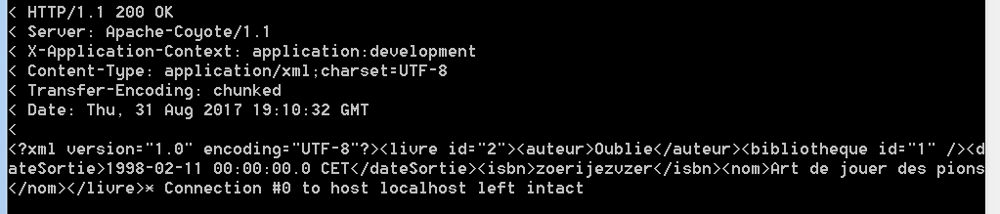 < HTTP/1.1 200 OK
< Server: Apache-Coyote/1.1
< X-Application-Context: application:development
< Content-Type: application/xml;charset=UTF-8
< Transfer-Encoding: chunked
< Date: Thu, 31 Aug 2017 19:10:32 GMT
<
<?xml version="1.0" encoding="UTF-8"?><livre id="2"><auteur>Oublie</auteur><bibliotheque id="1" /><d
ateSortie>1998-02-11 00:00:00.0 CET</dateSortie><isbn>zoerijezvzer</isbn><nom>Art de jouer des pions
</nom></livre>* Connection #0 to host localhost left intact